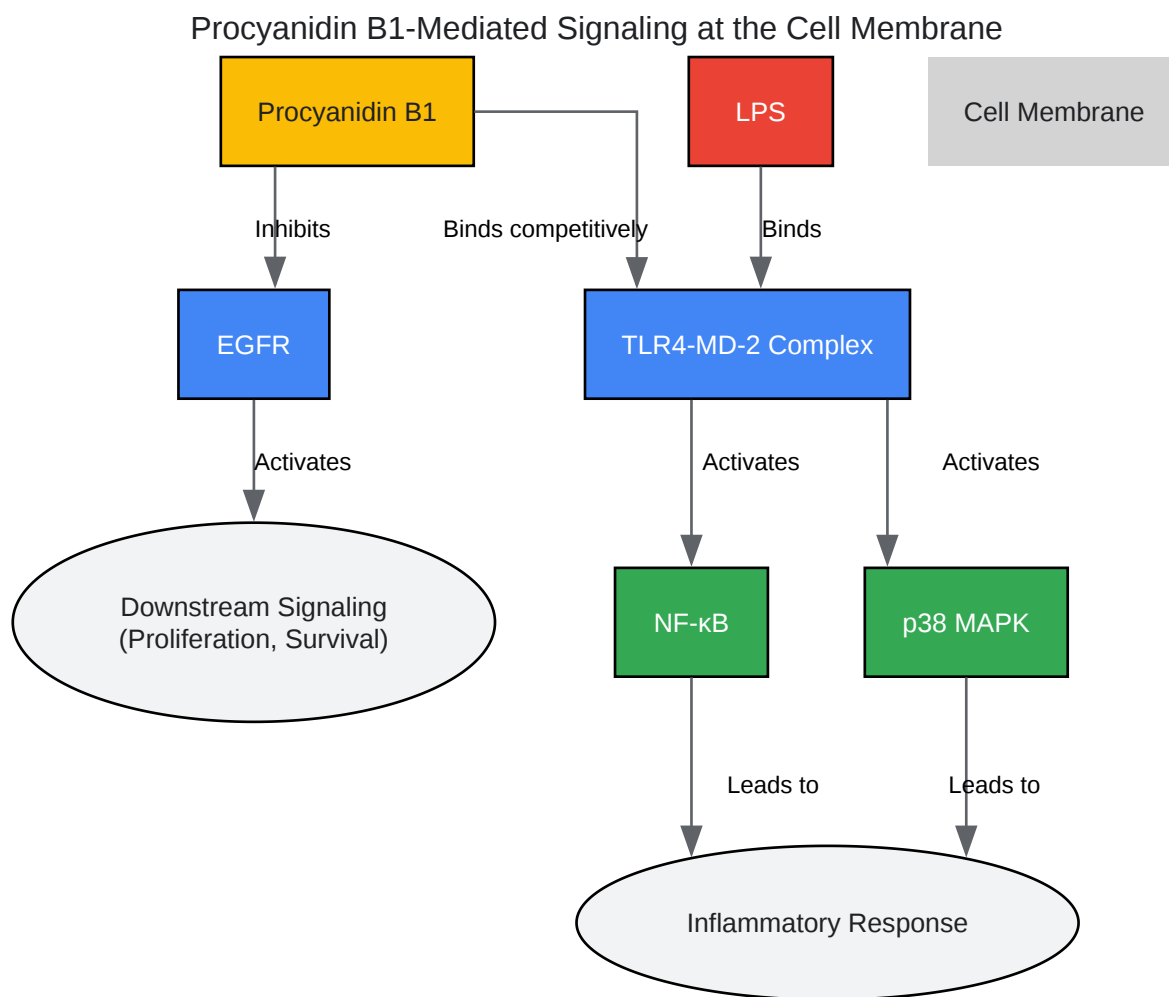 Procyanidin B1-Mediated Signaling at the Cell Membrane
Procyanidin B1
LPS
Cell Membrane
Inhibits
Binds competitively
Binds
EGFR
TLR4-MD-2 Complex
Activates
Activates
Activates
Downstream Signaling
(Proliferation, Survival)
NF-κB
p38 MAPK
Leads to
Leads to
Inflammatory Response